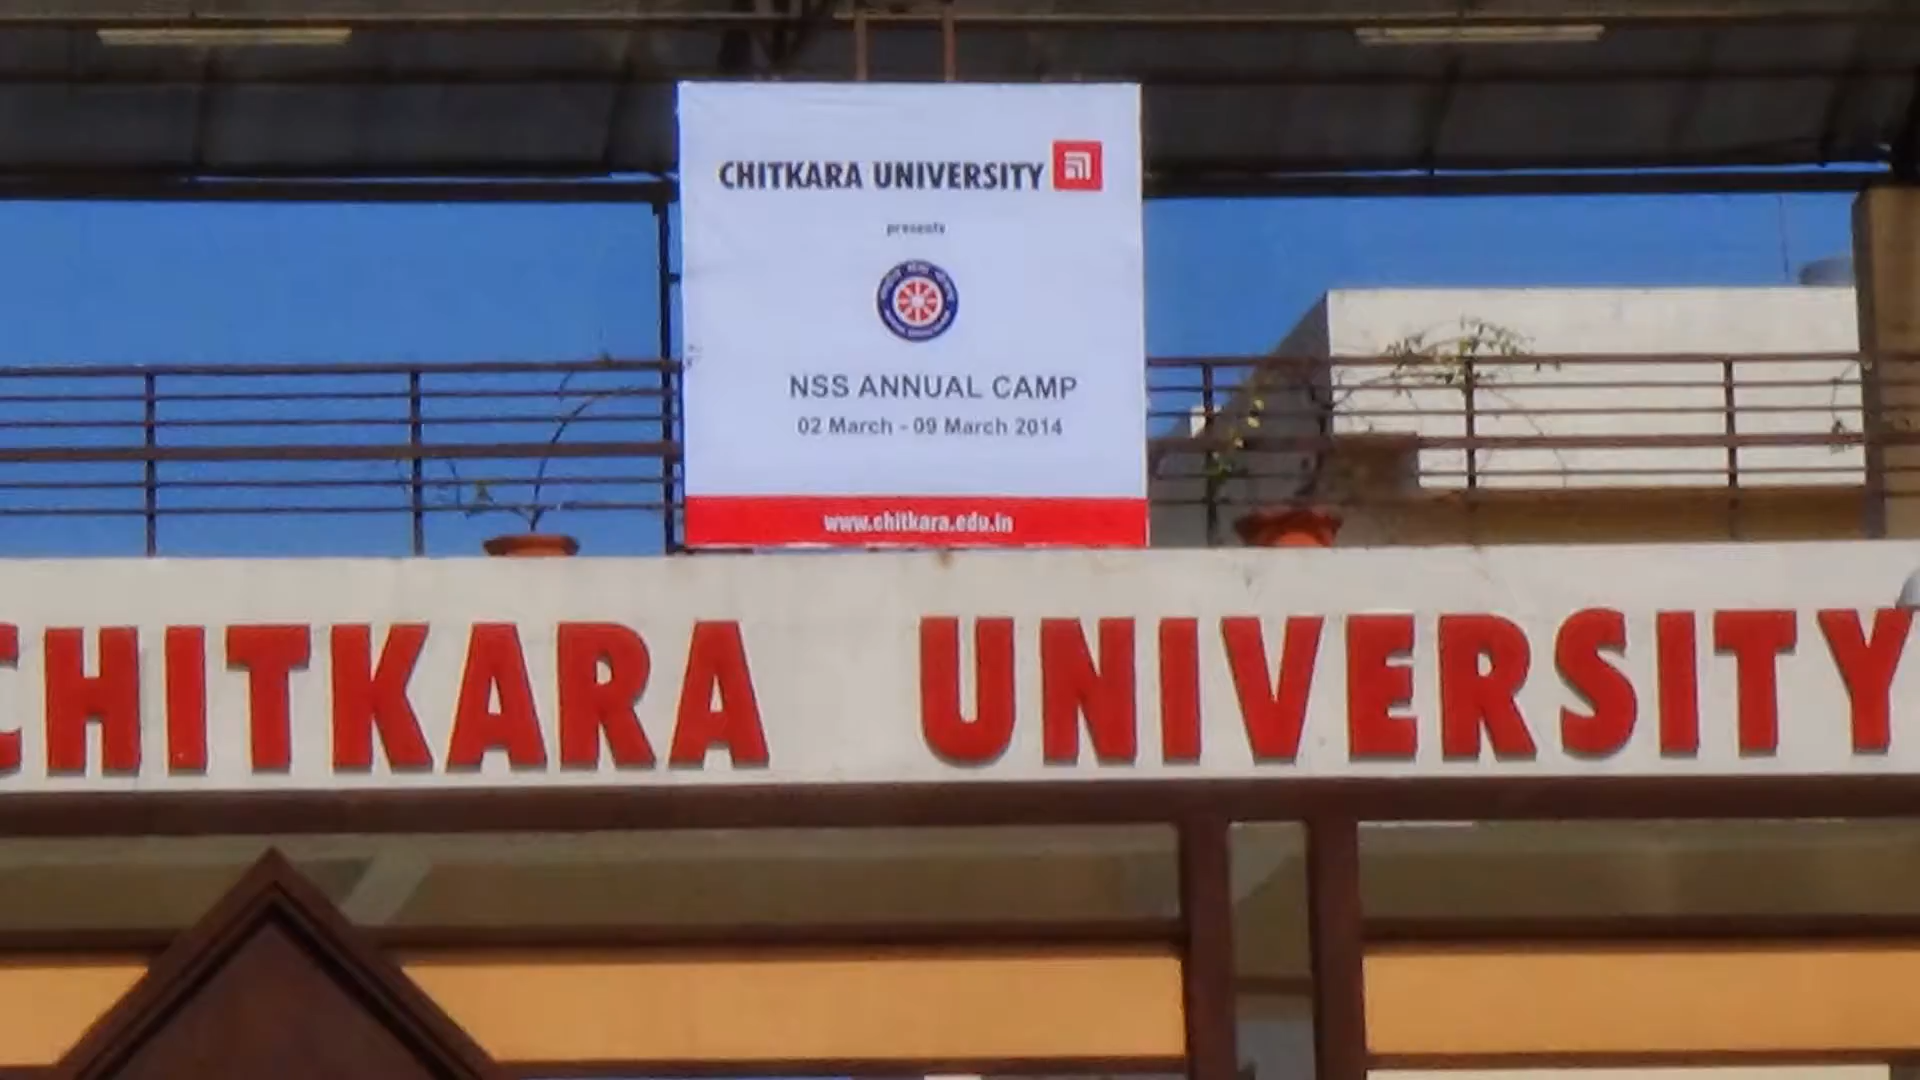 CHITKARA UNIVERSITY
presents
NSS ANNUAL CAMP
02 March - 09 March 2014
www.chitkara.edu.in
CHITKARA UNIVERSITY